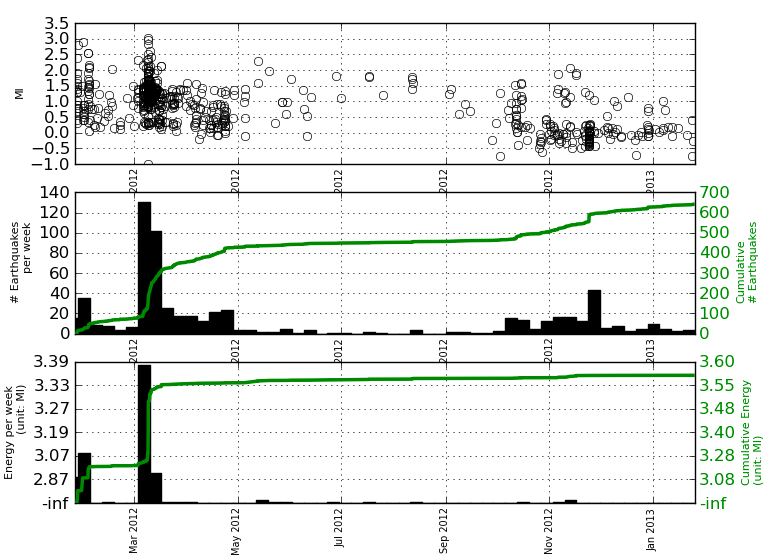 3.5
3.0
2.5
2.0
1.5
1.0
0.5
0.0
−0.5
−1.0
Ml
2012
2012
2012
2012
2012
2013
140
120
100
80
60
40
20
0
# Earthquakes
per week
700
600
500
400
300
200
100
0
Cumulative
# Earthquakes
2012
2012
2012
2012
2012
2013
3.39
3.33
3.27
3.19
3.07
2.87
-inf
Energy per week
(unit: Ml)
3.60
3.55
3.48
3.40
3.28
3.08
-inf
Cumulative Energy
(unit: Ml)
Mar 2012
May 2012
Jul 2012
Sep 2012
Nov 2012
Jan 2013